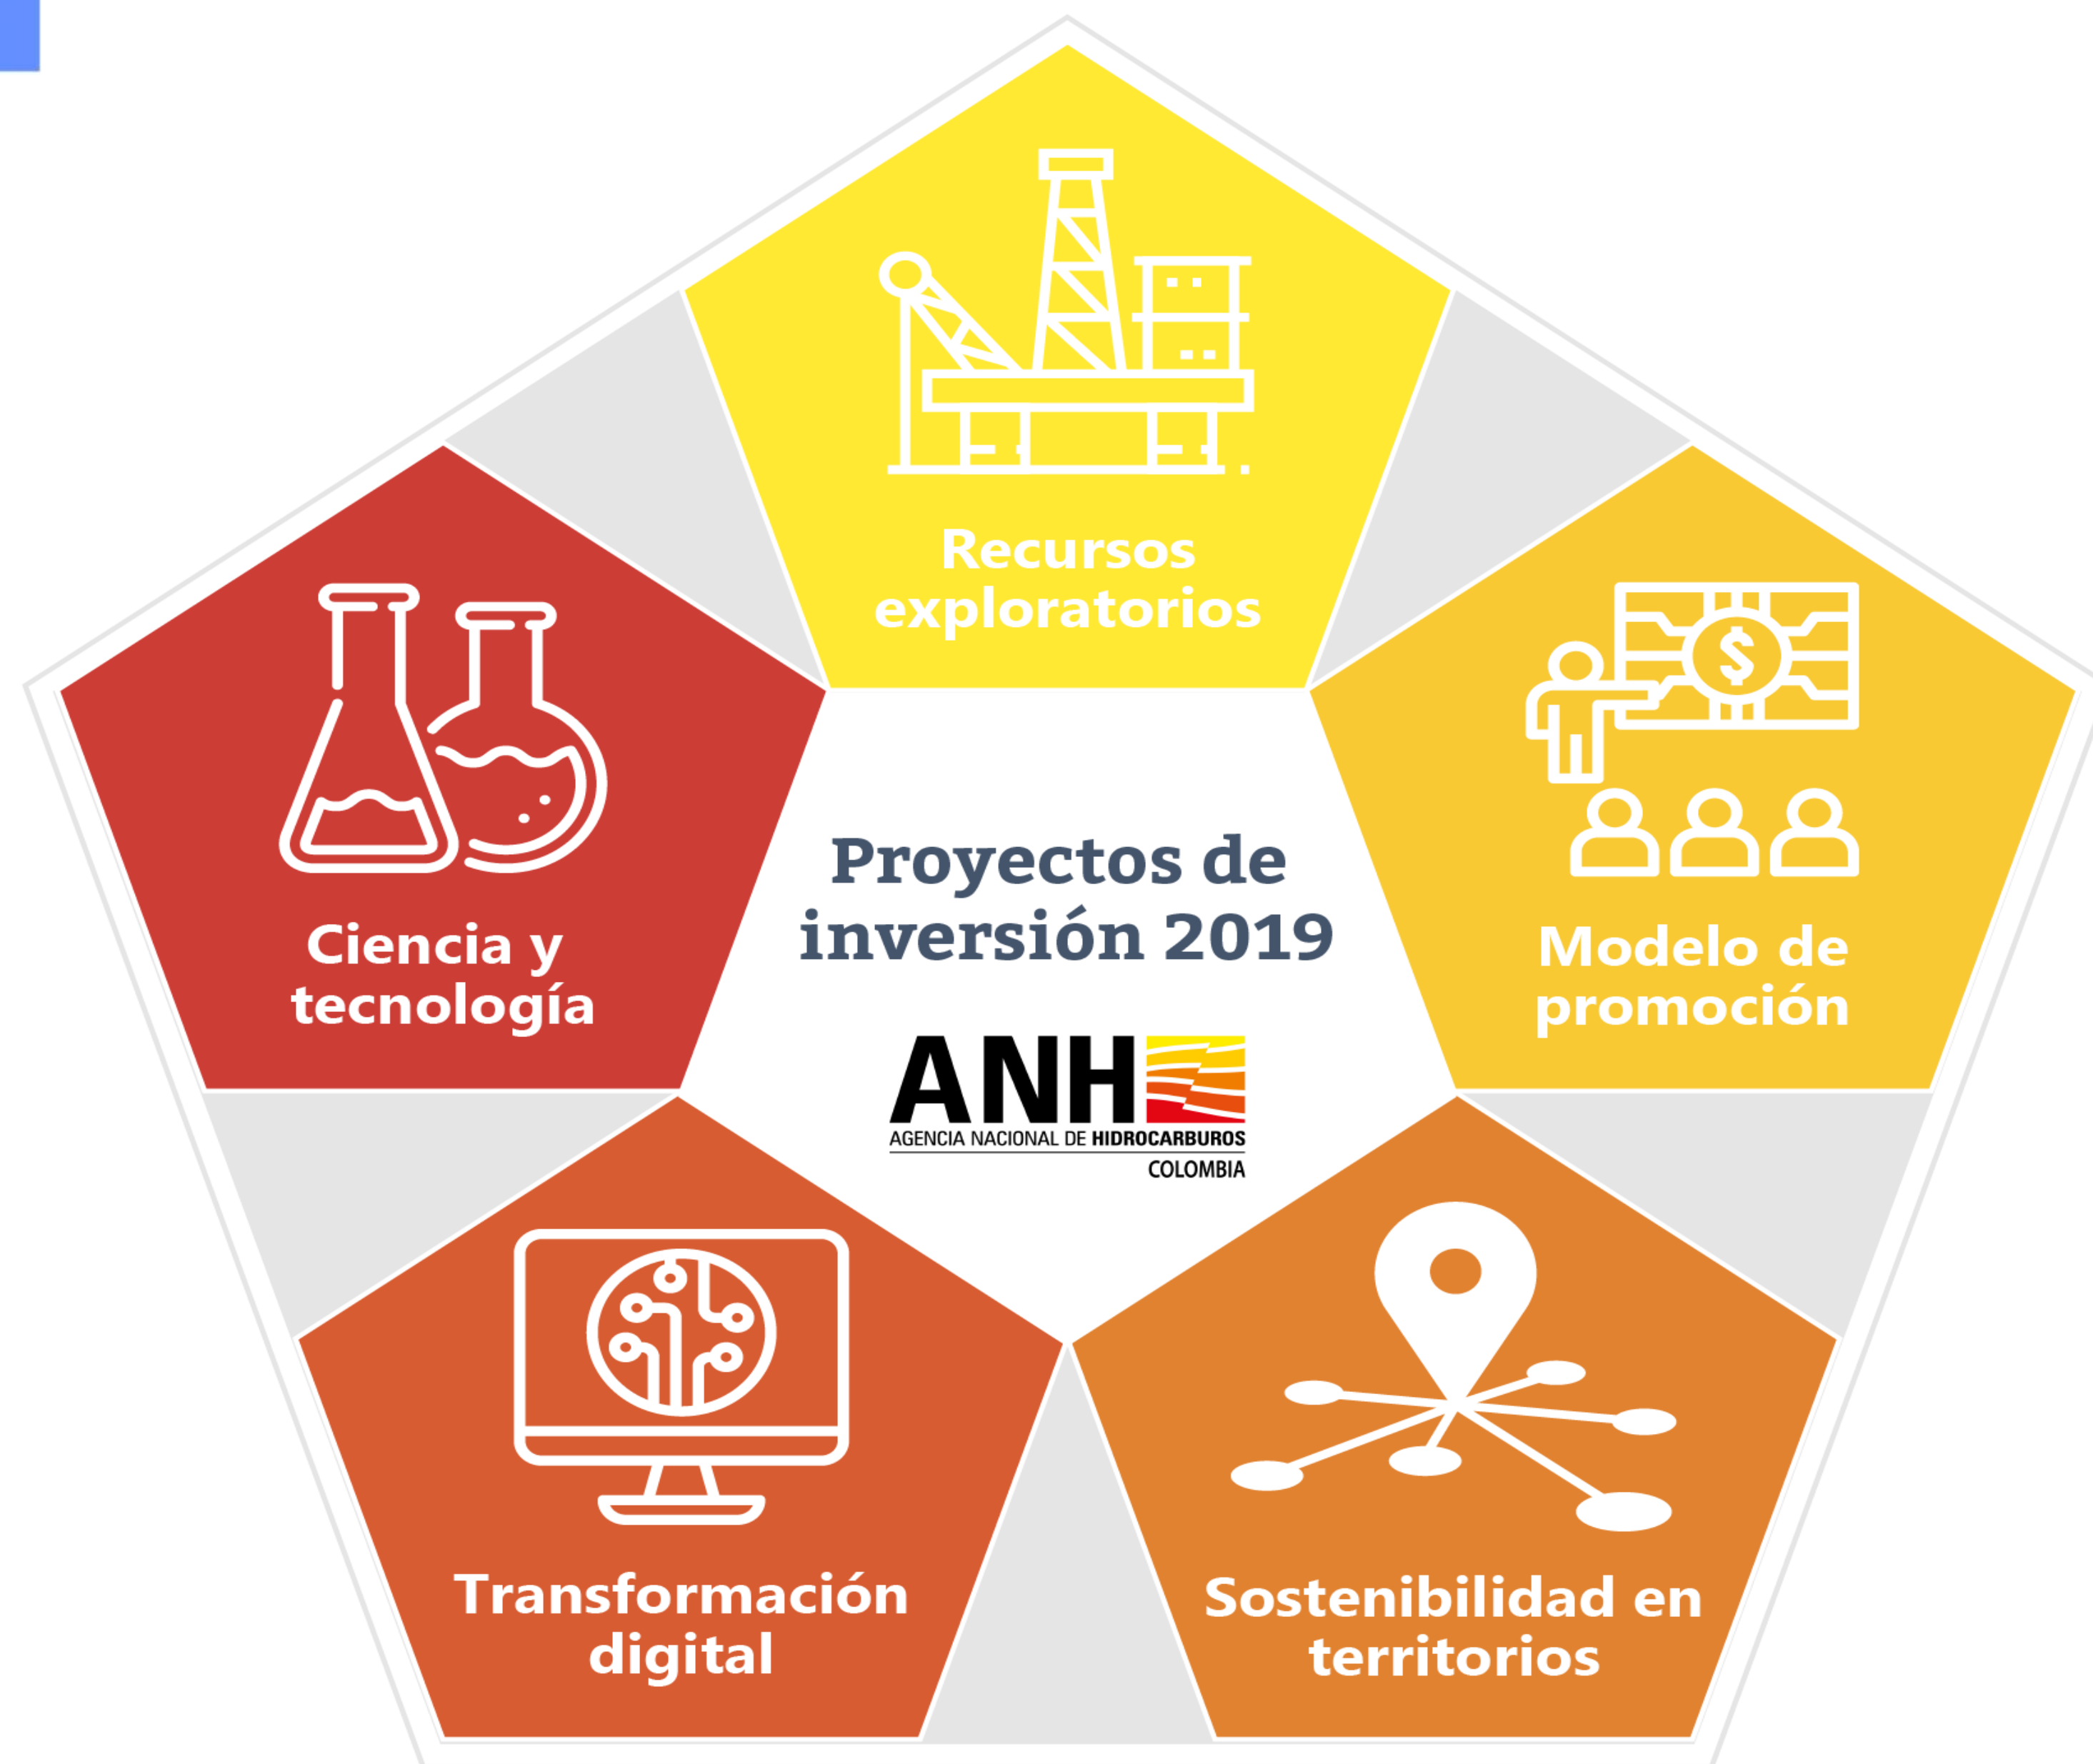 Recursos
exploratorios
Ciencia y
tecnología
Proyectos de
inversión 2019
Modelo de
promoción
$
ANH
AGENCIA NACIONAL DE HIDROCARBUROS
COLOMBIA
Transformación
digital
Sostenibilidad en
territorios